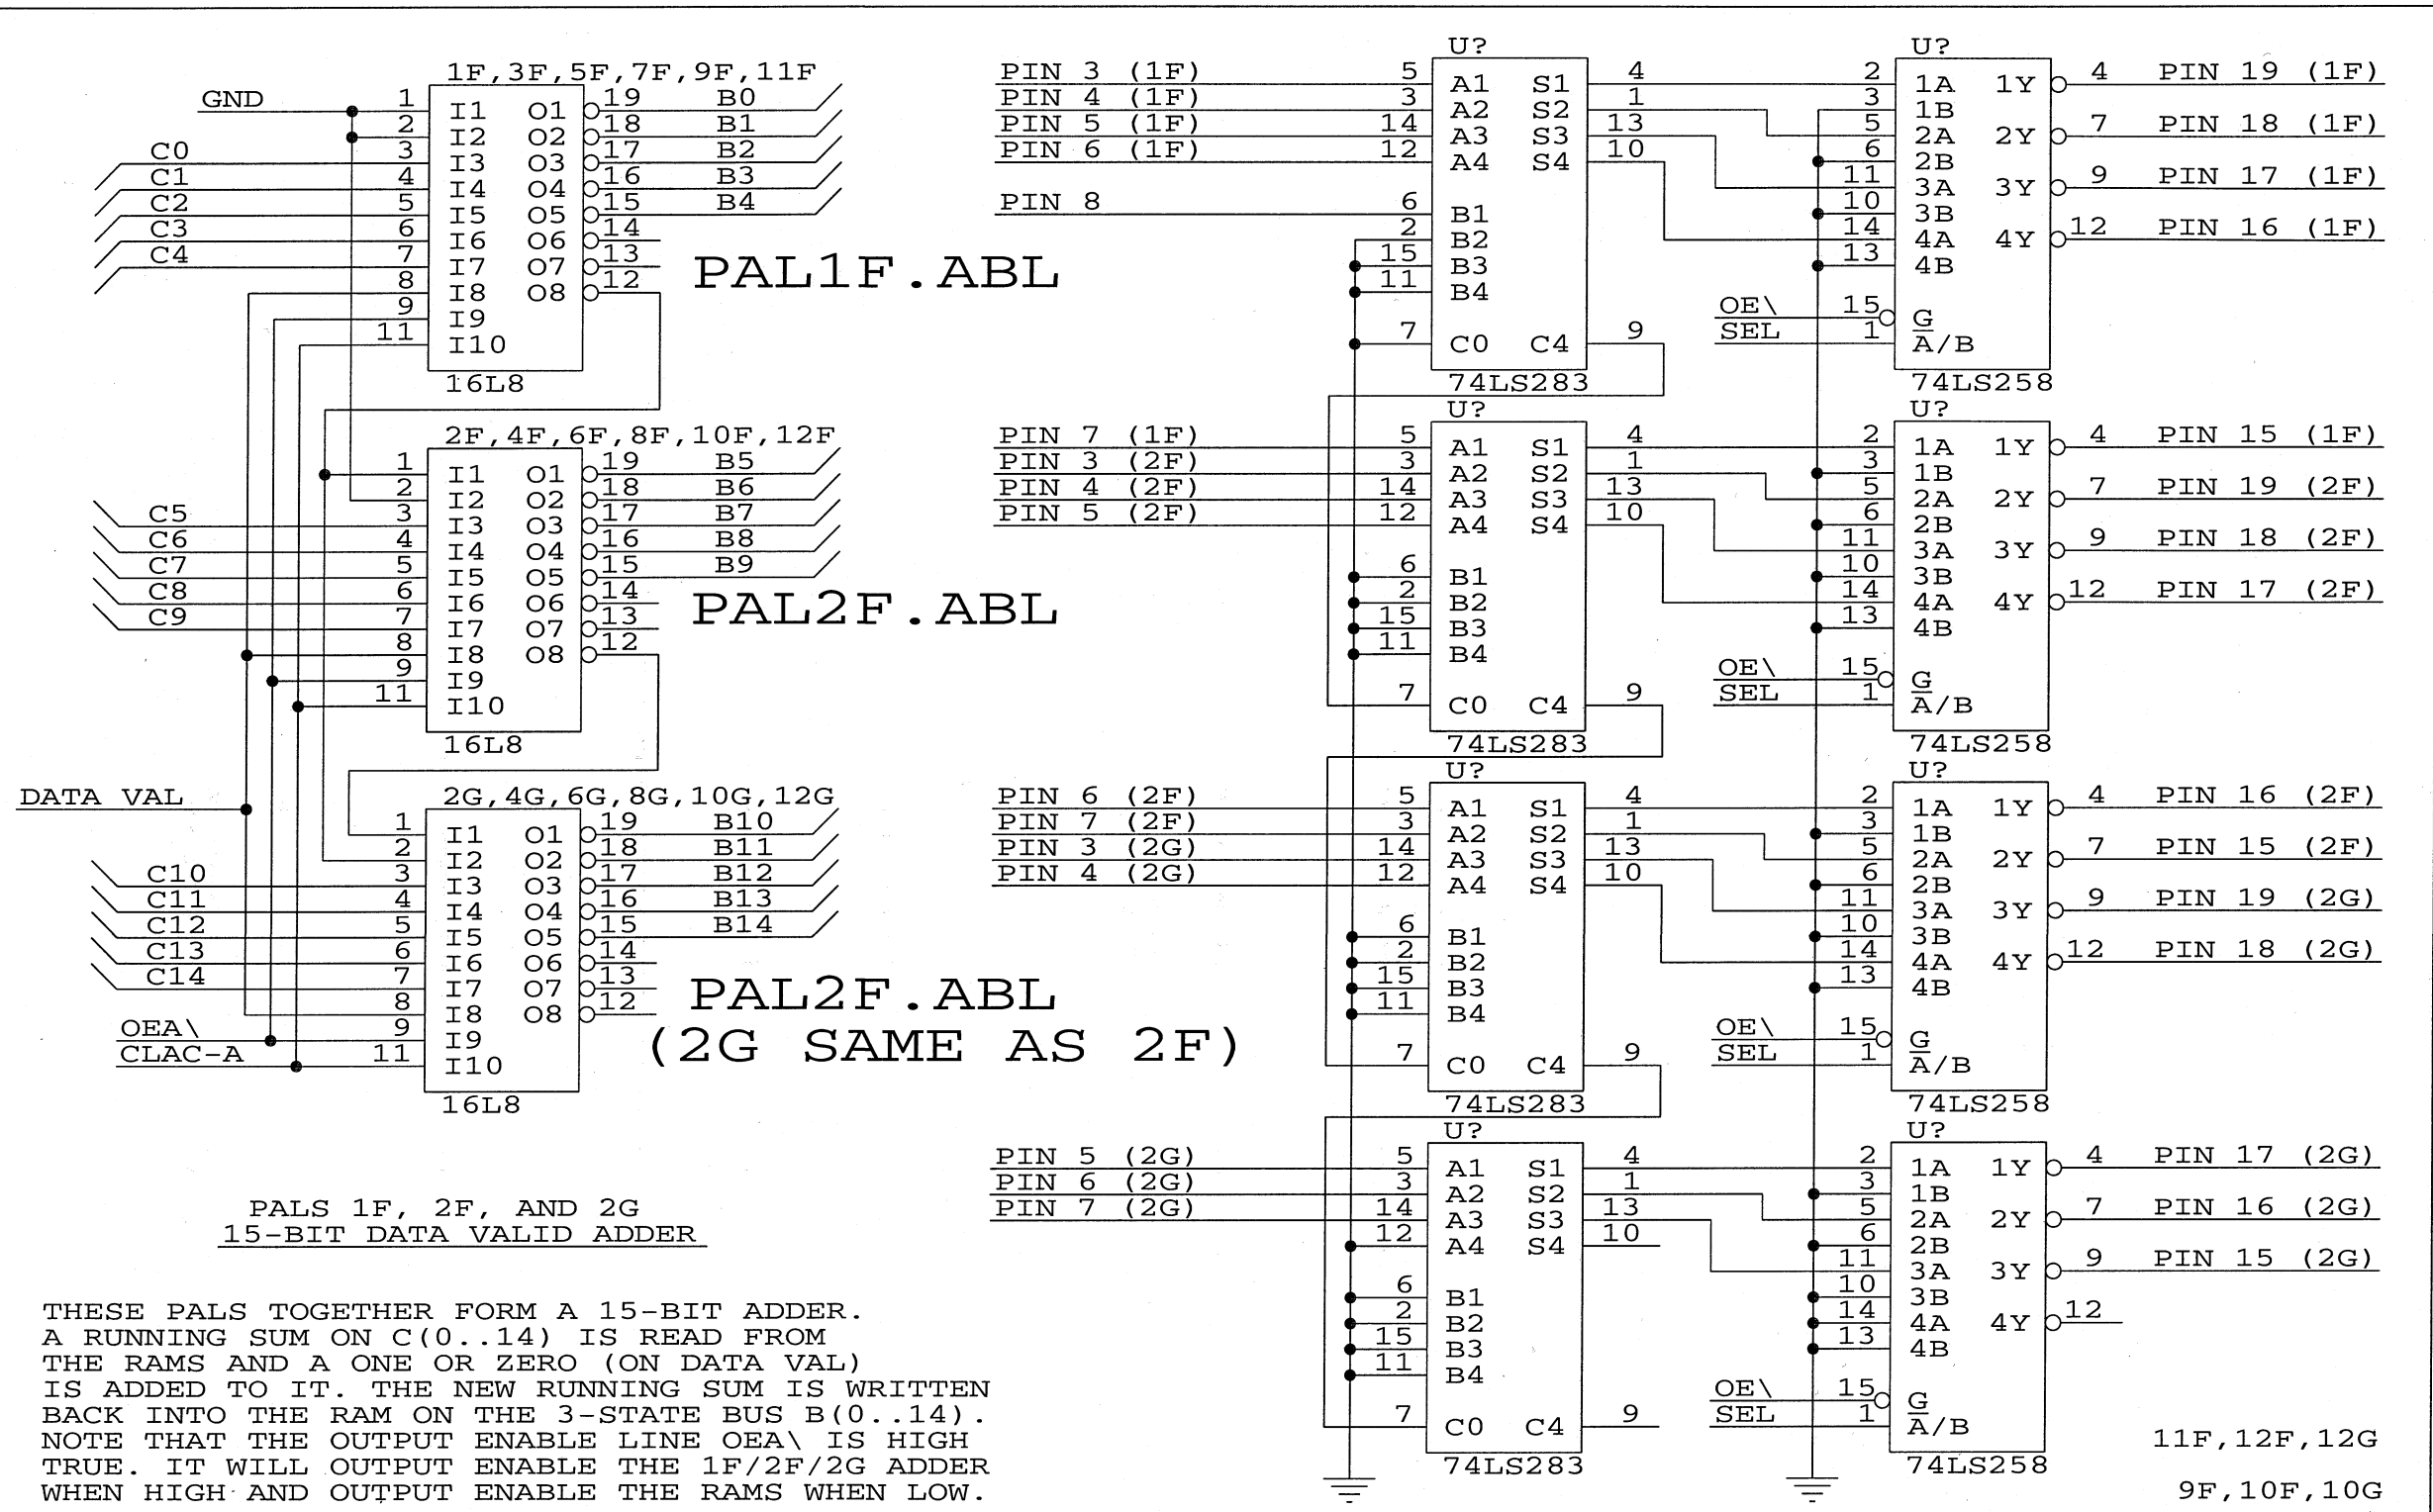 1F,3F,5F,7F,9F,11F
GND 1 I1 O1 19 B0
2 I2 O2 18 B1
C0 3 I3 O3 17 B2
C1 4 I4 O4 16 B3
C2 5 I5 O5 15 B4
C3 6 I6 O6 14
C4 7 I7 O7 13
8 I8 O8 12
9 I9
11 I10
16L8
PAL1F.ABL
2F,4F,6F,8F,10F,12F
1 I1 O1 19 B5
2 I2 O2 18 B6
C5 3 I3 O3 17 B7
C6 4 I4 O4 16 B8
C7 5 I5 O5 15 B9
C8 6 I6 O6 14
C9 7 I7 O7 13
8 I8 O8 12
9 I9
11 I10
16L8
PAL2F.ABL
DATA VAL
2G,4G,6G,8G,10G,12G
1 I1 O1 19 B10
2 I2 O2 18 B11
C10 3 I3 O3 17 B12
C11 4 I4 O4 16 B13
C12 5 I5 O5 15 B14
C13 6 I6 O6 14
C14 7 I7 O7 13
8 I8 O8 12
OEA\ 9 I9
CLAC-A 11 I10
16L8
PAL2F.ABL
(2G SAME AS 2F)
PALS 1F, 2F, AND 2G
15-BIT DATA VALID ADDER
THESE PALS TOGETHER FORM A 15-BIT ADDER.
A RUNNING SUM ON C(0..14) IS READ FROM
THE RAMS AND A ONE OR ZERO (ON DATA VAL)
IS ADDED TO IT. THE NEW RUNNING SUM IS WRITTEN
BACK INTO THE RAM ON THE 3-STATE BUS B(0..14).
NOTE THAT THE OUTPUT ENABLE LINE OEA\ IS HIGH
TRUE. IT WILL OUTPUT ENABLE THE 1F/2F/2G ADDER
WHEN HIGH AND OUTPUT ENABLE THE RAMS WHEN LOW.
U?
PIN 3 (1F) 5 A1 S1 4
PIN 4 (1F) 3 A2 S2 1
PIN 5 (1F) 14 A3 S3 13
PIN 6 (1F) 12 A4 S4 10
PIN 8 6 B1
2 B2
15 B3
11 B4
7 C0 C4 9
74LS283
U?
2 1A 1Y 4 PIN 19 (1F)
3 1B
5 2A 2Y 7 PIN 18 (1F)
6 2B
11 3A 3Y 9 PIN 17 (1F)
10 3B
14 4A 4Y 12 PIN 16 (1F)
13 4B
OE\ 15 G
SEL 1 A/B
74LS258
U?
PIN 7 (1F) 5 A1 S1 4
PIN 3 (2F) 3 A2 S2 1
PIN 4 (2F) 14 A3 S3 13
PIN 5 (2F) 12 A4 S4 10
6 B1
2 B2
15 B3
11 B4
7 C0 C4 9
74LS283
U?
2 1A 1Y 4 PIN 15 (1F)
3 1B
5 2A 2Y 7 PIN 19 (2F)
6 2B
11 3A 3Y 9 PIN 18 (2F)
10 3B
14 4A 4Y 12 PIN 17 (2F)
13 4B
OE\ 15 G
SEL 1 A/B
74LS258
U?
PIN 6 (2F) 5 A1 S1 4
PIN 7 (2F) 3 A2 S2 1
PIN 3 (2G) 14 A3 S3 13
PIN 4 (2G) 12 A4 S4 10
6 B1
2 B2
15 B3
11 B4
7 C0 C4 9
74LS283
U?
2 1A 1Y 4 PIN 16 (2F)
3 1B
5 2A 2Y 7 PIN 15 (2F)
6 2B
11 3A 3Y 9 PIN 19 (2G)
10 3B
14 4A 4Y 12 PIN 18 (2G)
13 4B
OE\ 15 G
SEL 1 A/B
74LS258
U?
PIN 5 (2G) 5 A1 S1 4
PIN 6 (2G) 3 A2 S2 1
PIN 7 (2G) 14 A3 S3 13
12 A4 S4 10
6 B1
2 B2
15 B3
11 B4
7 C0 C4 9
74LS283
U?
2 1A 1Y 4 PIN 17 (2G)
3 1B
5 2A 2Y 7 PIN 16 (2G)
6 2B
11 3A 3Y 9 PIN 15 (2G)
10 3B
14 4A 4Y 12
13 4B
OE\ 15 G
SEL 1 A/B
74LS258
11F,12F,12G
9F,10F,10G